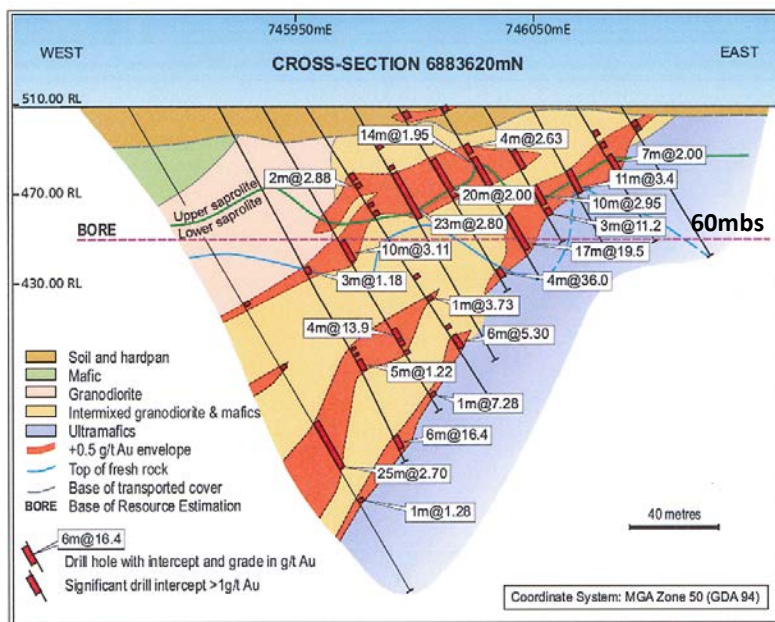 745950mE
746050mE
WEST
EAST
CROSS-SECTION 6883620mN
510.00 RL
14m@1.95
4m@2.63
7m@2.00
2m@2.88
11m@3.4
470.00 RL
Upper saprolite
Lower saprolite
20m@2.00
10m@2.95
23m@2.80
3m@11.2
BORE
60mbs
10m@3.11
17m@19.5
430.00 RL
3m@1.18
4m@36.0
1m@3.73
4m@13.9
6m@5.30
5m@1.22
1m@7.28
6m@16.4
25m@2.70
1m@1.28
Soil and hardpan
Mafic
Granodiorite
Intermixed granodiorite & mafics
Ultramafics
+0.5 g/t Au envelope
Top of fresh rock
Base of transported cover
BORE Base of Resource Estimation
6m@16.4
Drill hole with intercept and grade in g/t Au
Significant drill intercept >1g/t Au
40 metres
Coordinate System: MGA Zone 50 (GDA 94)